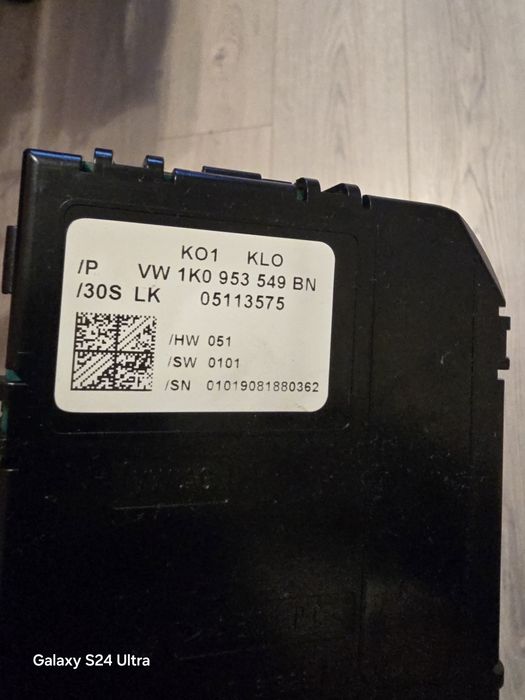 KO1 KLO
/P VW 1K0 953 549 BN
/30S LK 05113575
/HW 051
/SW 0101
/SN 01019081880362
Galaxy S24 Ultra